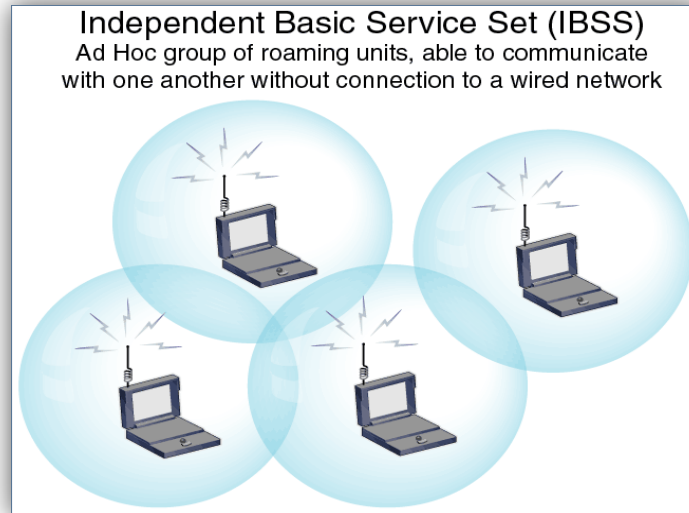 Independent Basic Service Set (IBSS)
Ad Hoc group of roaming units, able to communicate
with one another without connection to a wired network